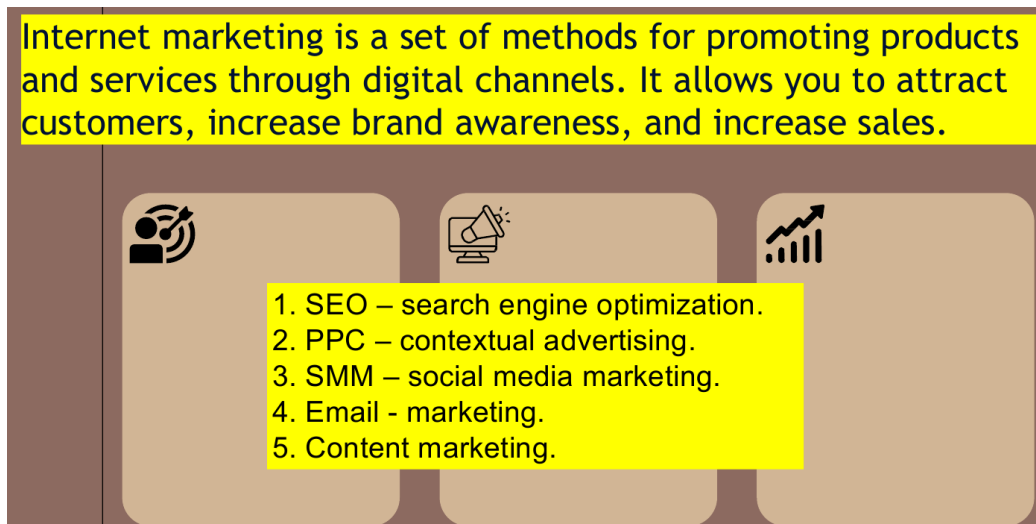 Internet marketing is a set of methods for promoting products
and services through digital channels. It allows you to attract
customers, increase brand awareness, and increase sales.
1. SEO – search engine optimization.
2. PPC – contextual advertising.
3. SMM – social media marketing.
4. Email - marketing.
5. Content marketing.